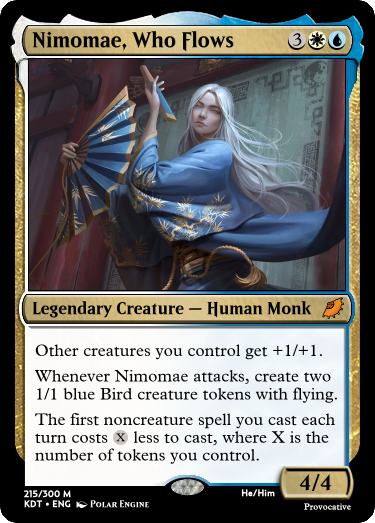 Nimomae, Who Flows 3
Legendary Creature — Human Monk
Other creatures you control get +1/+1.
Whenever Nimomae attacks, create two
1/1 blue Bird creature tokens with flying.
The first noncreature spell you cast each
turn costs X less to cast, where X is the
number of tokens you control.
4/4
215/300 M
He/Him
KDT • ENG Polar Engine
Provocative